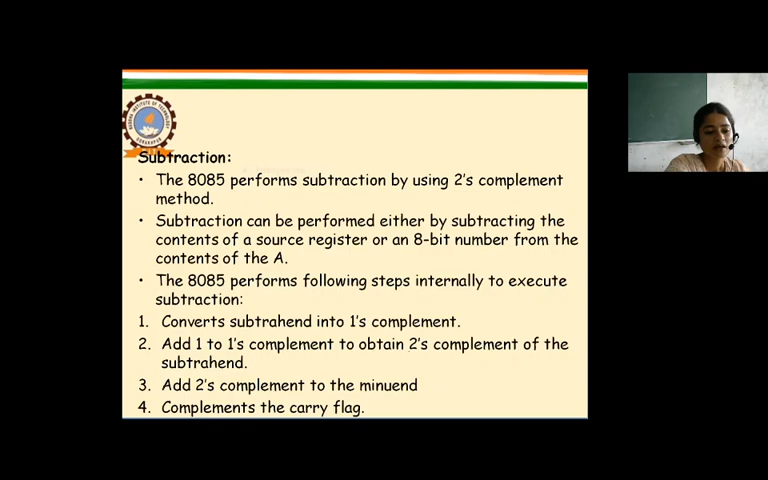 Subtraction:
• The 8085 performs subtraction by using 2's complement
method.
• Subtraction can be performed either by subtracting the
contents of a source register or an 8-bit number from the
contents of the A.
• The 8085 performs following steps internally to execute
subtraction:
1. Converts subtrahend into 1's complement.
2. Add 1 to 1's complement to obtain 2's complement of the
subtrahend.
3. Add 2's complement to the minuend
4. Complements the carry flag.